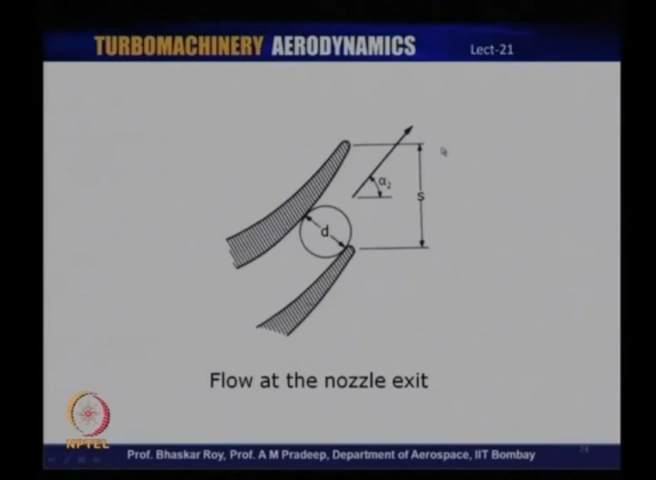 TURBOMACHINERY AERODYNAMICS
Lect-21
α2
s
d
Flow at the nozzle exit
NPTEL
Prof. Bhaskar Roy, Prof. A M Pradeep, Department of Aerospace, IIT Bombay
24